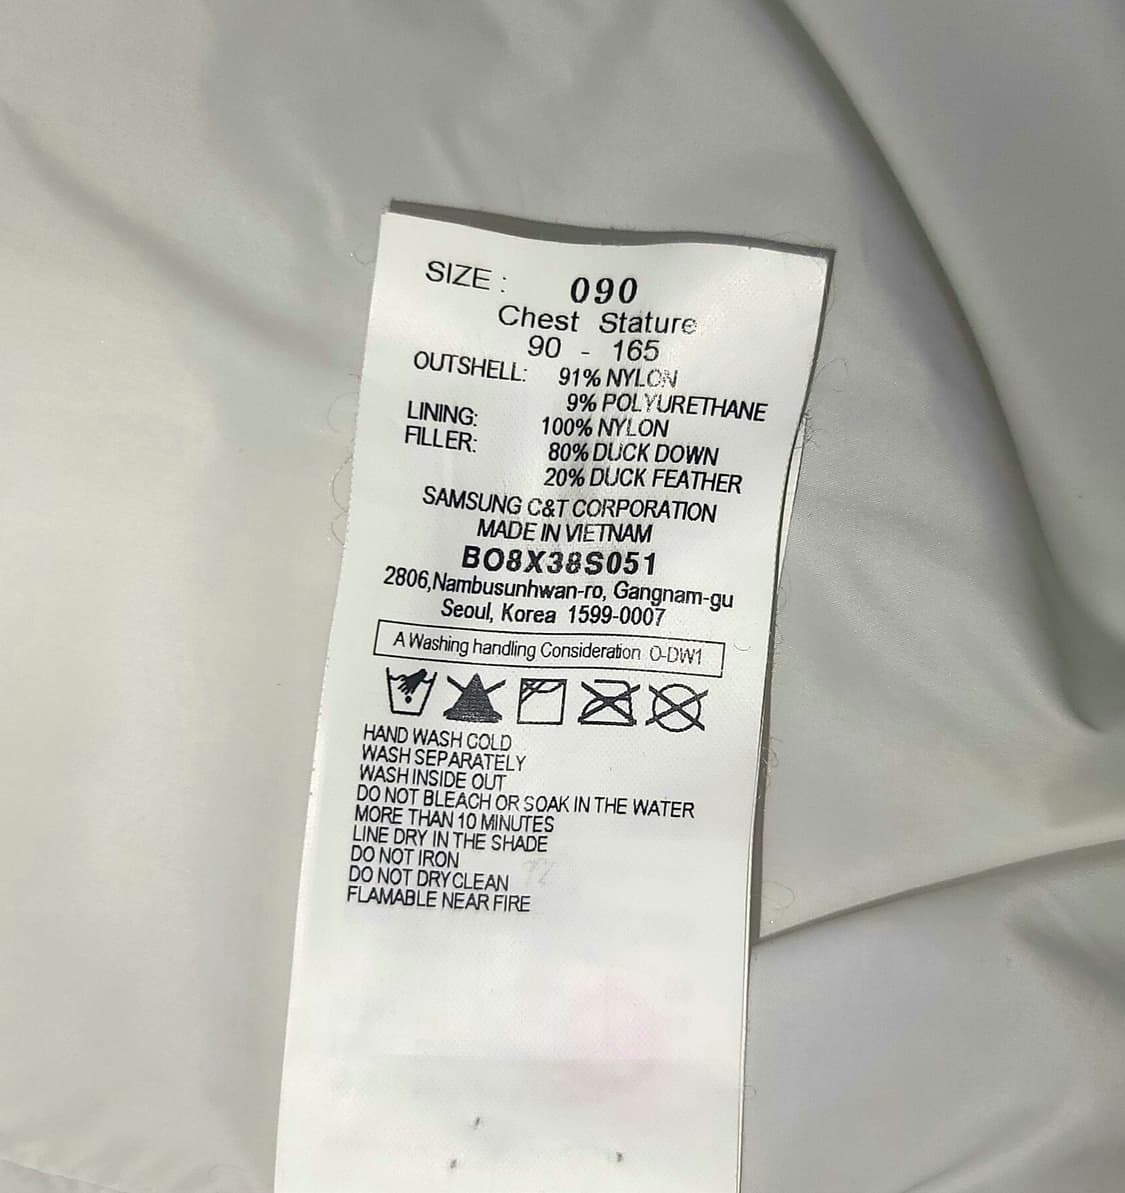 SIZE : 090
Chest Stature
90 - 165
OUTSHELL: 91% NYLON
9% POLYURETHANE
LINING: 100% NYLON
FILLER: 80% DUCK DOWN
20% DUCK FEATHER
SAMSUNG C&T CORPORATION
MADE IN VIETNAM
BO8X38S051
2806,Nambusunhwan-ro, Gangnam-gu
Seoul, Korea 1599-0007
A Washing handling Consideration O-DW1
HAND WASH COLD
WASH SEPARATELY
WASH INSIDE OUT
DO NOT BLEACH OR SOAK IN THE WATER
MORE THAN 10 MINUTES
LINE DRY IN THE SHADE
DO NOT IRON
DO NOT DRY CLEAN
FLAMABLE NEAR FIRE